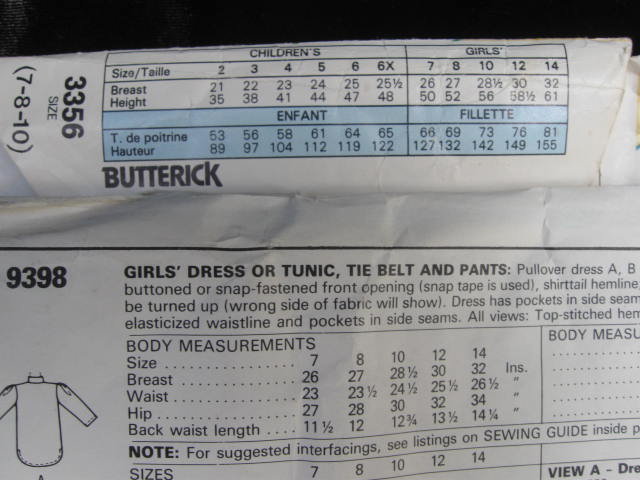 CHILDREN'S GIRLS'
Size/Taille 2 3 4 5 6 6X 7 8 10 12 14
Breast 21 22 23 24 25 25½ 26 27 28½ 30 32
Height 35 38 41 44 47 48 50 52 56 58½ 61
ENFANT FILLETTE
T. de poitrine 53 56 58 61 64 65 66 69 73 76 81
Hauteur 89 97 104 112 119 122 127 132 142 149 155
BUTTERICK
3356
SIZE
(7-8-10)
9398
GIRLS' DRESS OR TUNIC, TIE BELT AND PANTS: Pullover dress A, B
buttoned or snap-fastened front opening (snap tape is used), shirttail hemline,
be turned up (wrong side of fabric will show). Dress has pockets in side seam
elasticized waistline and pockets in side seams. All views: Top-stitched hem
BODY MEASUREMENTS BODY MEASUR
Size 7 8 10 12 14
Breast 26 27 28½ 30 32 Ins.
Waist 23 23½ 24½ 25½ 26½ "
Hip 27 28 30 32 34 "
Back waist length 11½ 12 12¾ 13½ 14¼ "
NOTE: For suggested interfacings, see listings on SEWING GUIDE inside p
SIZES 7 8 10 12 14
VIEW A - Dre